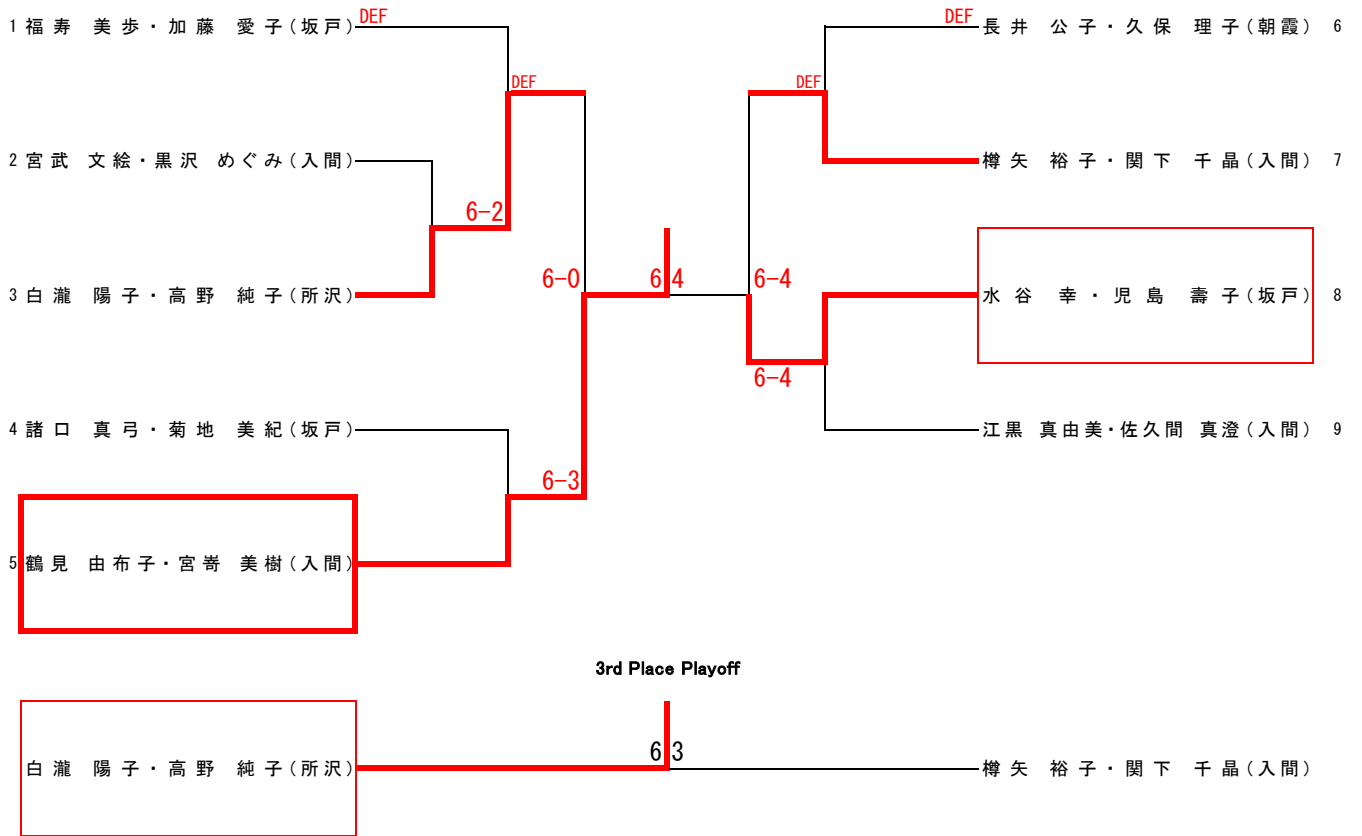 1 福寿 美歩・加藤 愛子(坂戸) DEF
DEF 長井 公子・久保 理子(朝霞) 6
DEF
DEF
2 宮武 文絵・黒沢 めぐみ(入間)
樽矢 裕子・関下 千晶(入間) 7
6-2
6-0
6 4
6-4
3 白瀧 陽子・高野 純子(所沢)
水谷 幸・児島 壽子(坂戸) 8
6-4
4 諸口 真弓・菊地 美紀(坂戸)
江黒 真由美・佐久間 真澄(入間) 9
6-3
5 鶴見 由布子・宮嵜 美樹(入間)
3rd Place Playoff
6 3
白瀧 陽子・高野 純子(所沢)
樽矢 裕子・関下 千晶(入間)